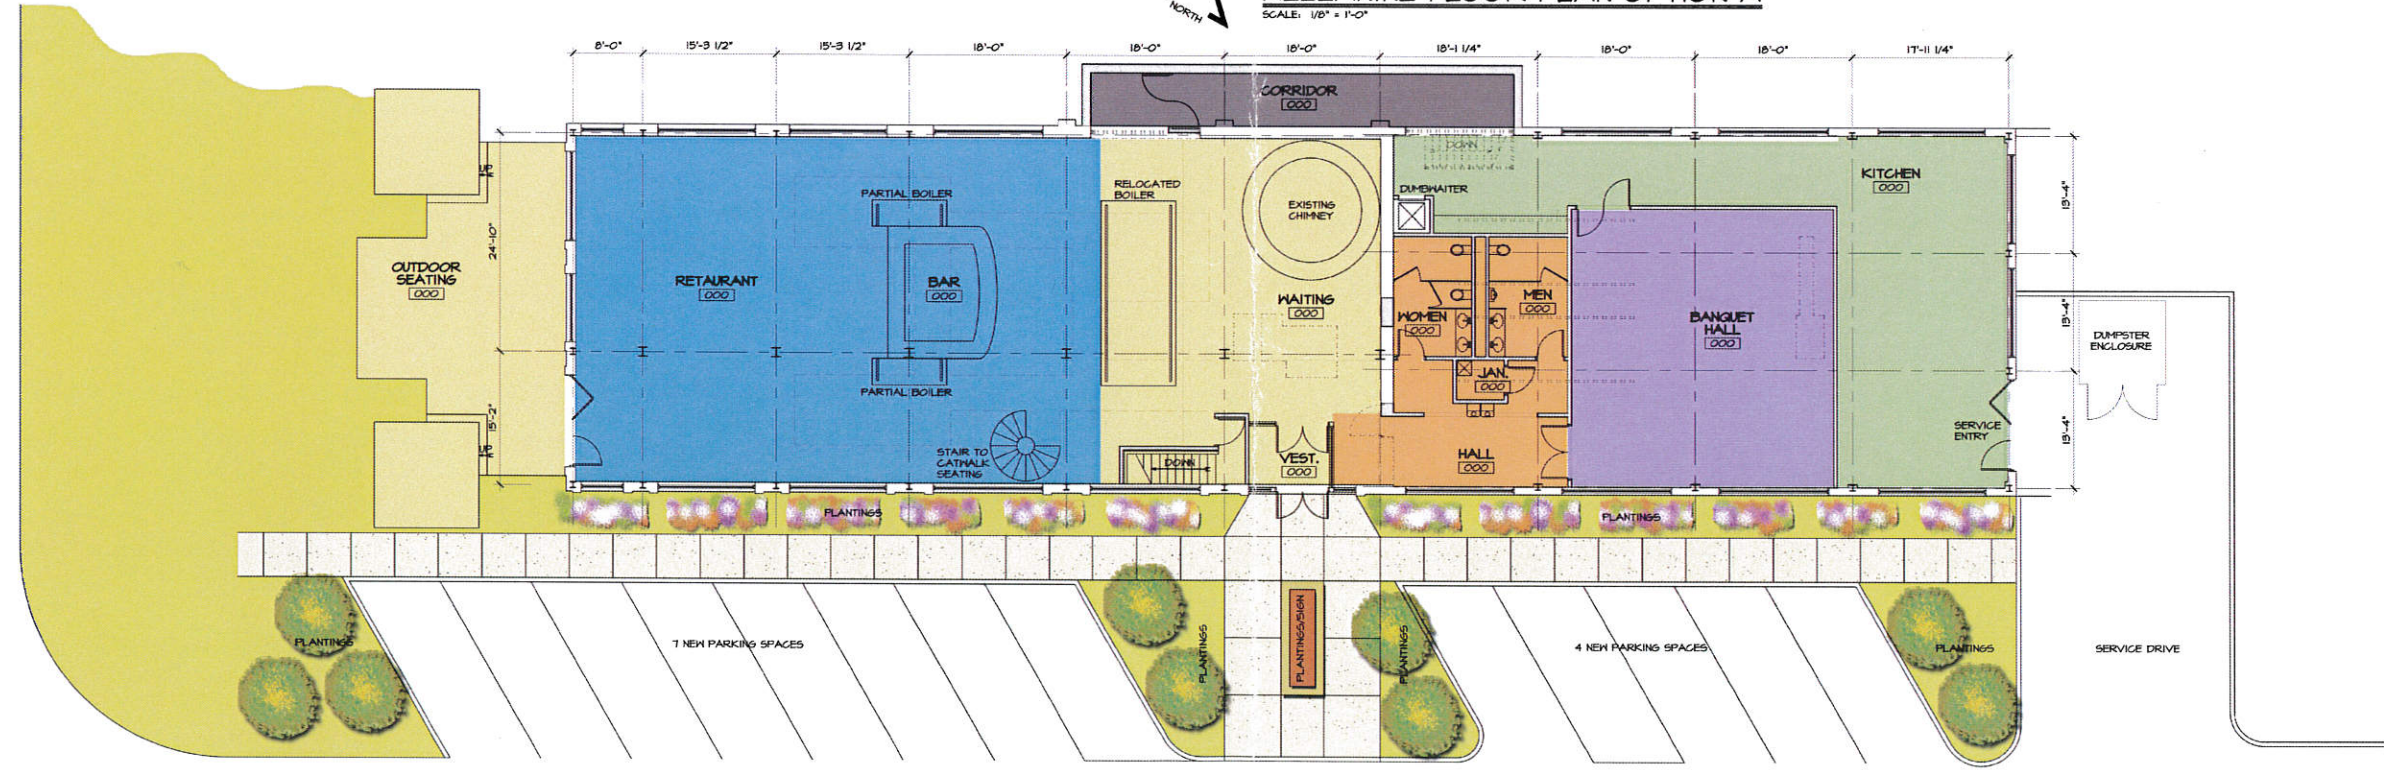 NORTH
SCALE: 1/8" = 1'-0"
8'-0" 15'-3 1/2" 15'-3 1/2" 18'-0" 18'-0" 18'-0" 18'-1 1/4" 18'-0" 18'-0" 17'-11 1/4"
CORRIDOR
000
DOWN
KITCHEN
000
DUMBWAITER
RELOCATED
BOILER
PARTIAL BOILER
EXISTING
CHIMNEY
UP
24'-10"
13'-4"
OUTDOOR
SEATING
000
RETAURANT
000
BAR
000
WAITING
000
WOMEN
000
MEN
000
BANQUET
HALL
000
13'-4"
DUMPSTER
ENCLOSURE
JAN.
000
PARTIAL BOILER
15'-2"
UP
STAIR TO
CATWALK
SEATING
DOWN
VEST.
000
HALL
000
SERVICE
ENTRY
13'-4"
PLANTINGS
PLANTINGS
PLANTINGS
7 NEW PARKING SPACES
PLANTINGS
PLANTINGS/SIGN
PLANTINGS
4 NEW PARKING SPACES
PLANTINGS
SERVICE DRIVE